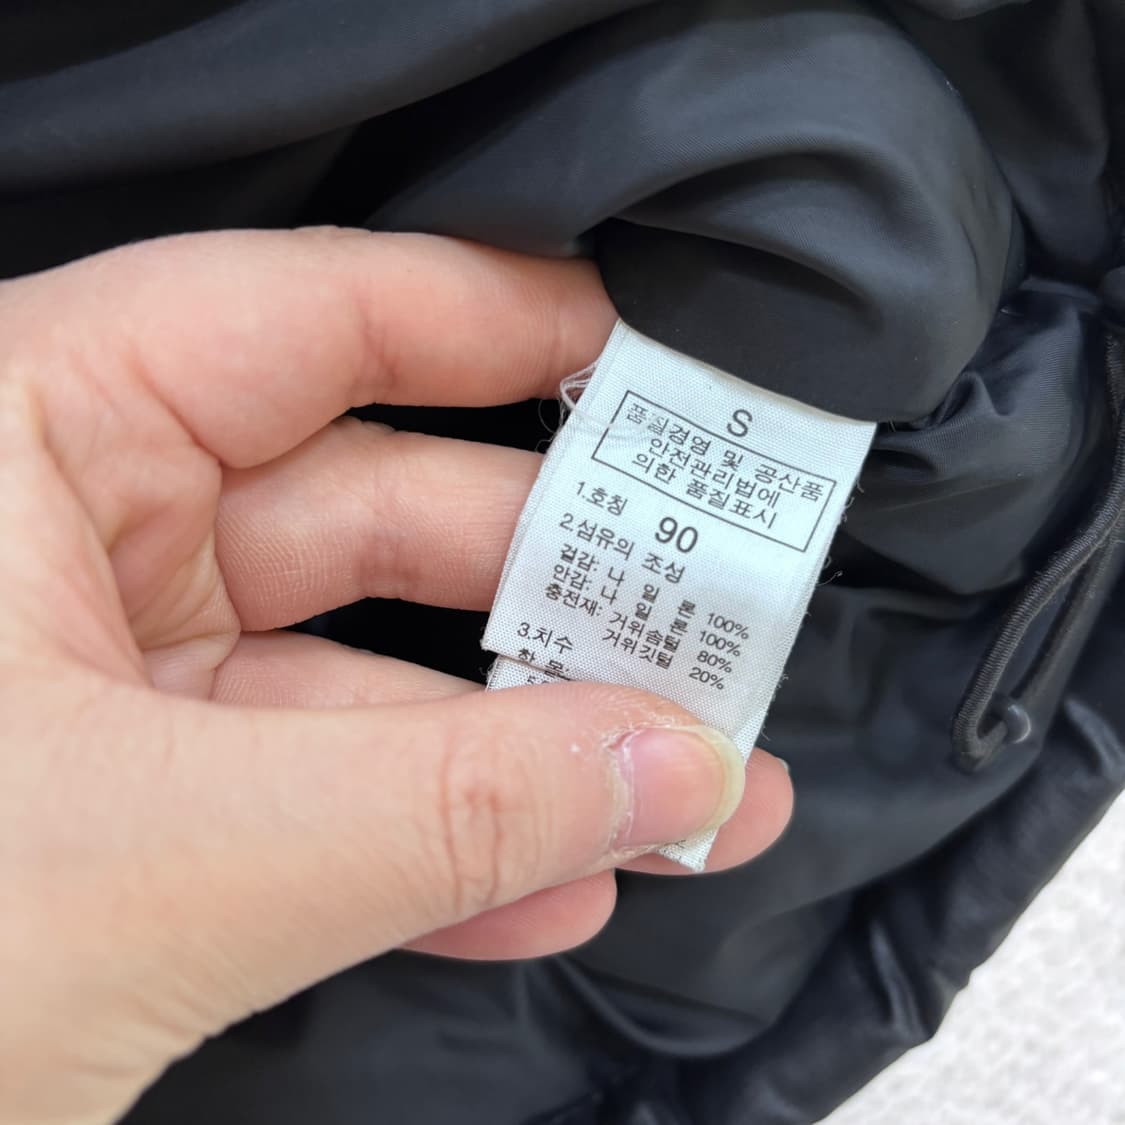 S
품질경영 및 공산품
안전관리법에
의한 품질표시
1.호칭 90
2.섬유의 조성
겉감: 나 일 론 100%
안감: 나 일 론 100%
충전재: 거위솜털 80%
거위깃털 20%
3.치수